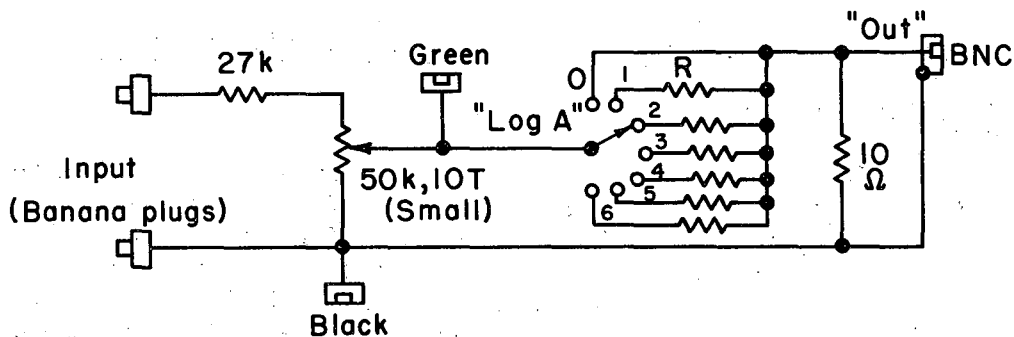 27k
Input
(Banana plugs)
Green
"Log A"
50k, 10T
(Small)
Black
0
1
R
2
3
4
5
6
"Out"
BNC
10
Ω